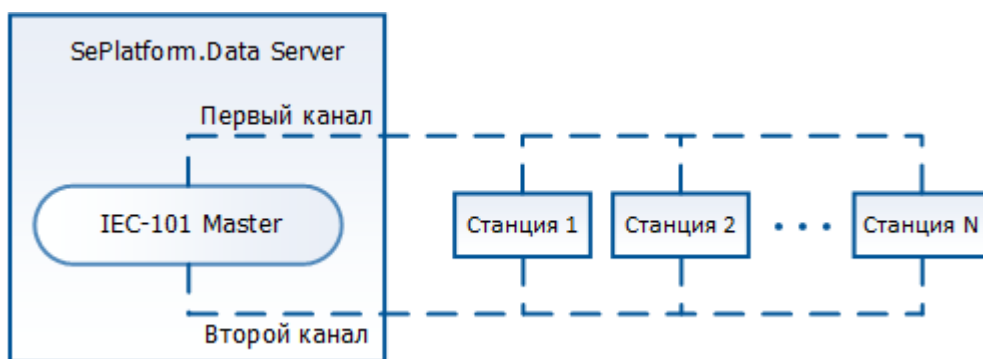 SePlatform.Data Server
Первый канал
IEC-101 Master
Станция 1
Станция 2
Станция N
Второй канал